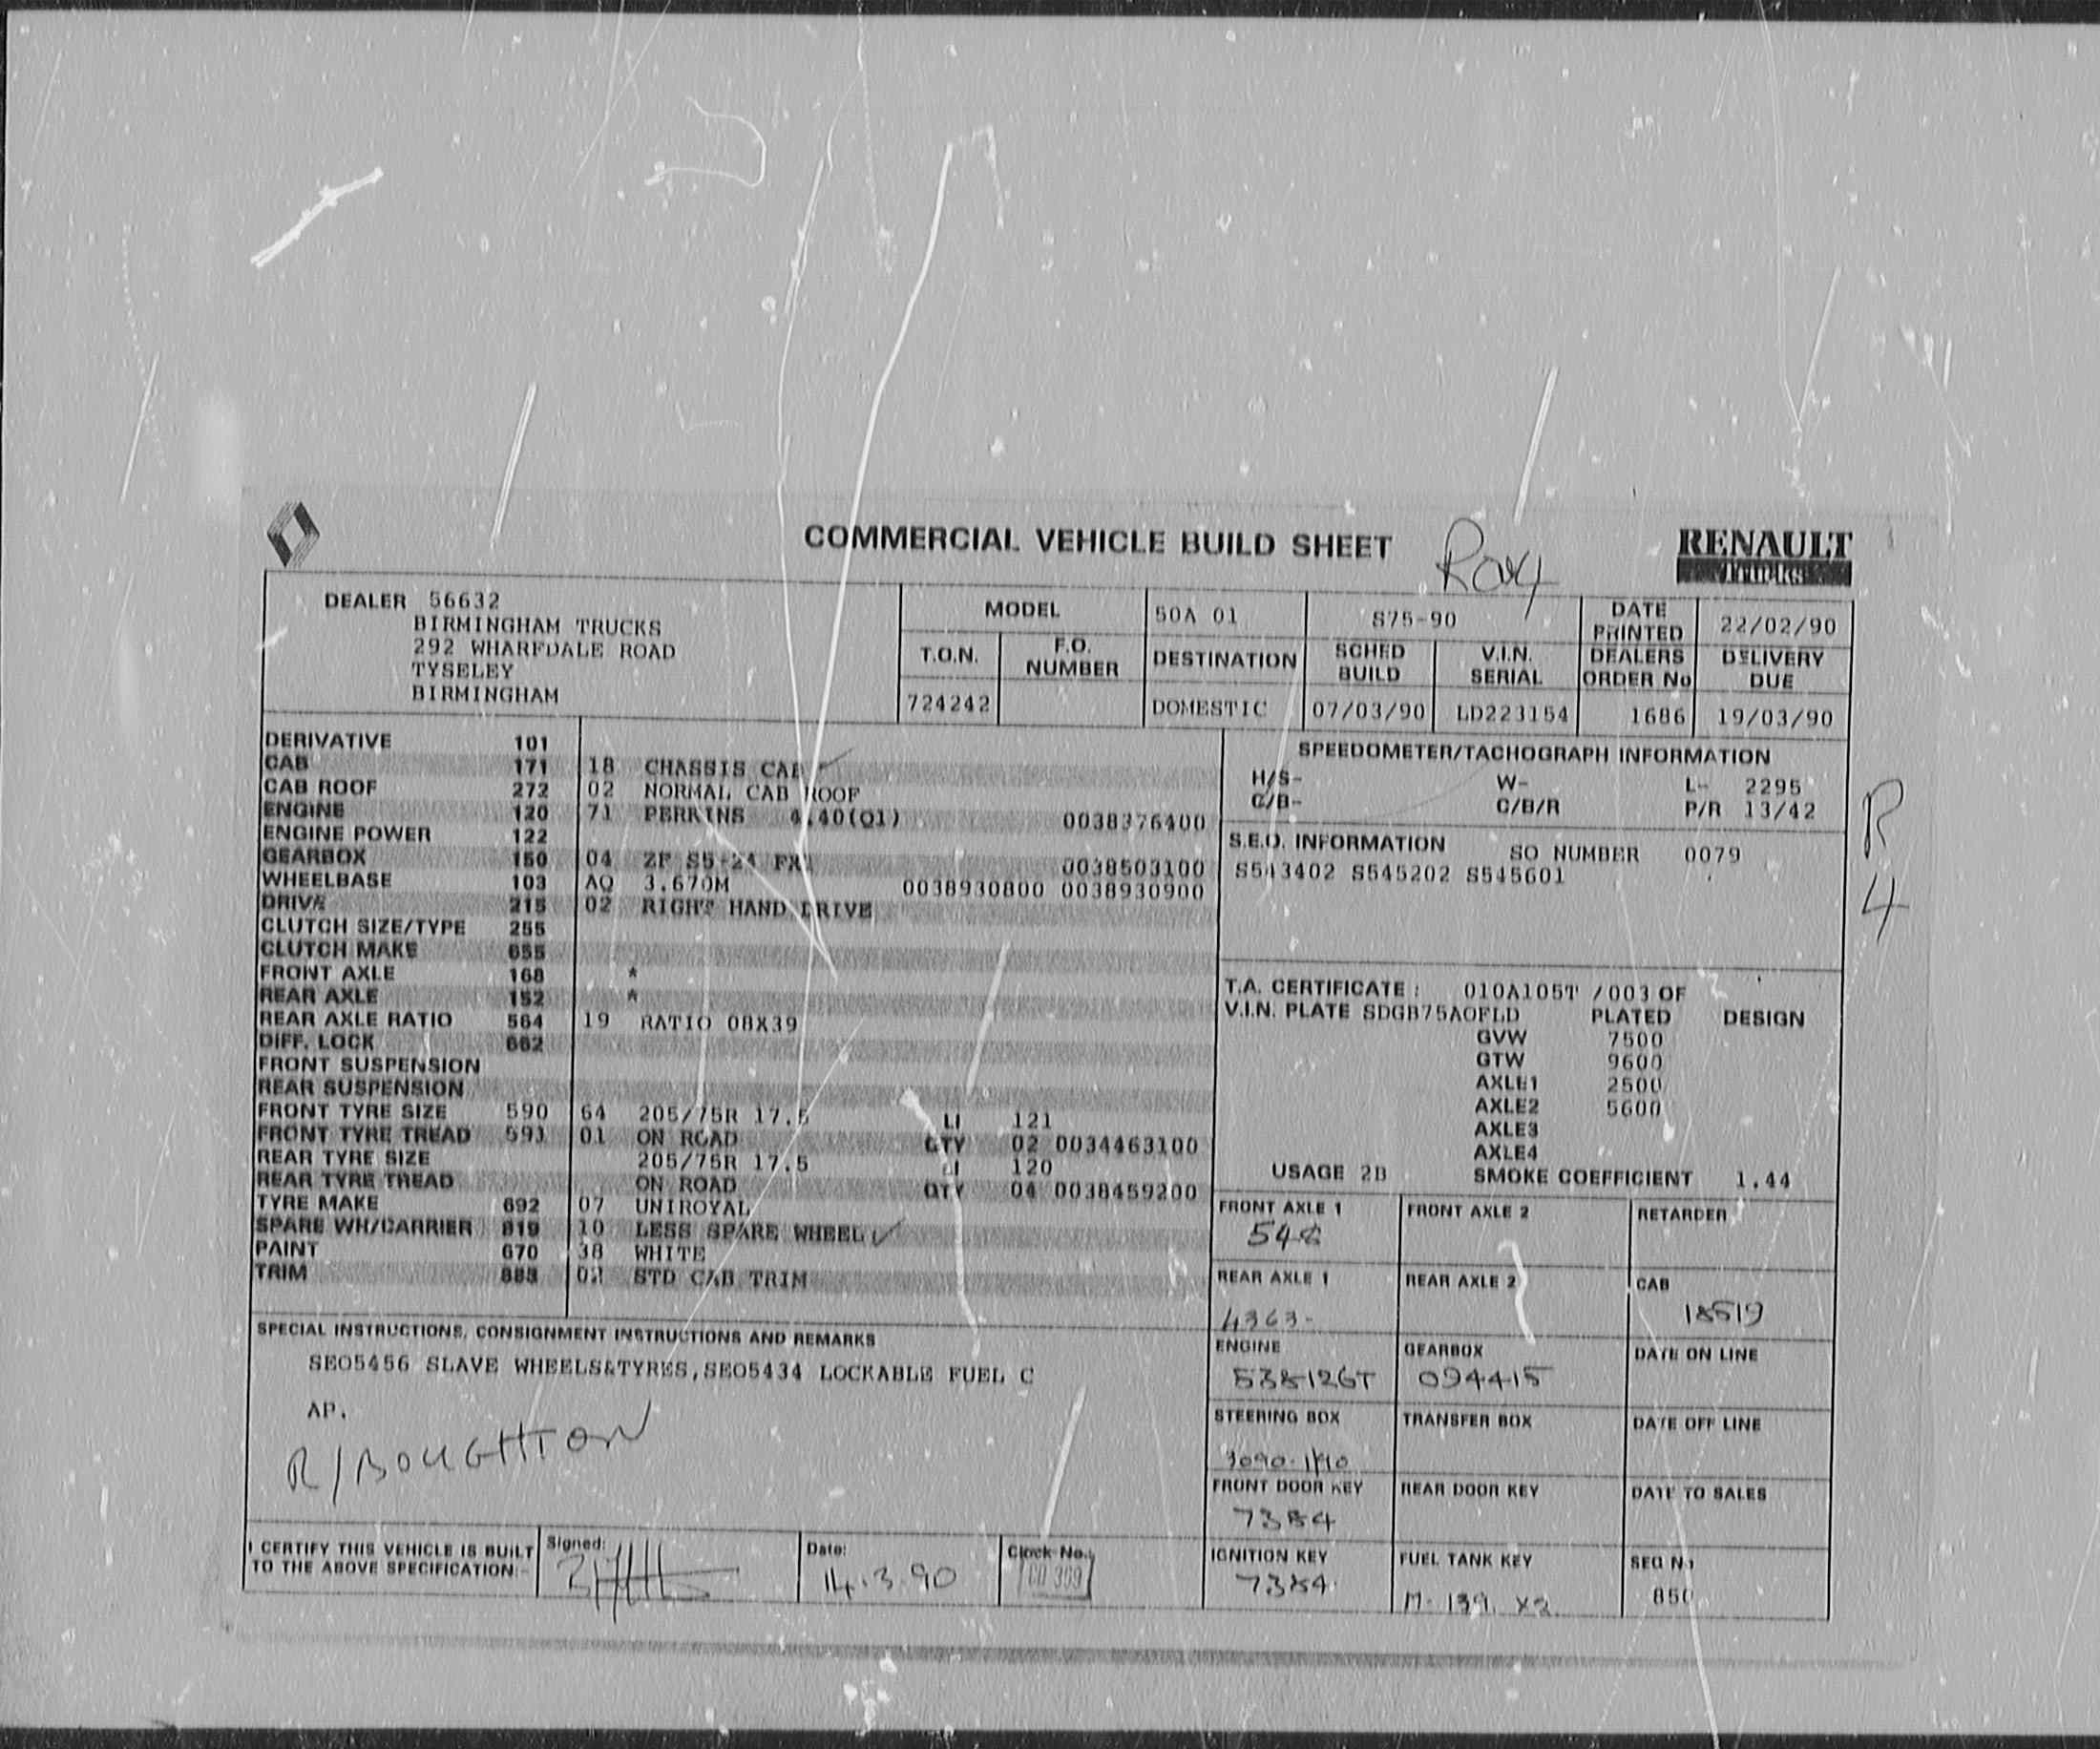 COMMERCIAL VEHICLE BUILD SHEET
RENAULT
Trucks
DEALER 56632
BIRMINGHAM TRUCKS
292 WHARFDALE ROAD
TYSELEY
BIRMINGHAM
MODEL 50A 01 S75-90 DATE PRINTED 22/02/90
T.O.N. F.O. NUMBER DESTINATION SCHED BUILD V.I.N. SERIAL DEALERS ORDER No DELIVERY DUE
724242 DOMESTIC 07/03/90 LD223154 1686 19/03/90
DERIVATIVE 101
CAB 171 18 CHASSIS CAB
CAB ROOF 272 02 NORMAL CAB ROOF
ENGINE 120 71 PERKINS 4.40(Q1) 0038376400
ENGINE POWER 122
GEARBOX 150 04 ZF S5-24 0038503100
WHEELBASE 103 AQ 3.670M 0038930800 0038930900
DRIVE 215 02 RIGHT HAND DRIVE
CLUTCH SIZE/TYPE 255
CLUTCH MAKE 655
FRONT AXLE 168 *
REAR AXLE 152 *
REAR AXLE RATIO 564 19 RATIO 08X39
DIFF. LOCK 662
FRONT SUSPENSION
REAR SUSPENSION
FRONT TYRE SIZE 590 64 205/75R 17.5 LI 121
FRONT TYRE TREAD 591 01 ON ROAD QTY 02 0034463100
REAR TYRE SIZE 205/75R 17.5 LI 120
REAR TYRE TREAD ON ROAD QTY 04 0038459200
TYRE MAKE 692 07 UNIROYAL
SPARE WH/CARRIER 819 10 LESS SPARE WHEEL
PAINT 670 38 WHITE
TRIM 02 STD CAB TRIM
SPEEDOMETER/TACHOGRAPH INFORMATION
H/S- W- L- 2295
C/B- C/B/R P/R 13/42
R
4
S.E.O. INFORMATION SO NUMBER 0079
S543402 S545202 S545601
T.A. CERTIFICATE: 010A105T /003 OF
V.I.N. PLATE SDGB75AOFLD PLATED DESIGN
GVW 7500
GTW 9600
AXLE1 2500
AXLE2 5600
AXLE3
AXLE4
USAGE 2B SMOKE COEFFICIENT 1.44
FRONT AXLE 1 FRONT AXLE 2 RETARDER
REAR AXLE 1 REAR AXLE 2 CAB
4363- 18519
ENGINE GEARBOX DATE ON LINE
094415
STEERING BOX TRANSFER BOX DATE OFF LINE
FRONT DOOR KEY REAR DOOR KEY DATE TO SALES
7384
IGNITION KEY FUEL TANK KEY SEQ No
7384 M-139 X2 850
SPECIAL INSTRUCTIONS, CONSIGNMENT INSTRUCTIONS AND REMARKS
SEO5456 SLAVE WHEELS&TYRES,SEO5434 LOCKABLE FUEL C
AP.
R/BOUGHTON
I CERTIFY THIS VEHICLE IS BUILT
TO THE ABOVE SPECIFICATION:-
Signed: Date: Clock No.:
14.3.90